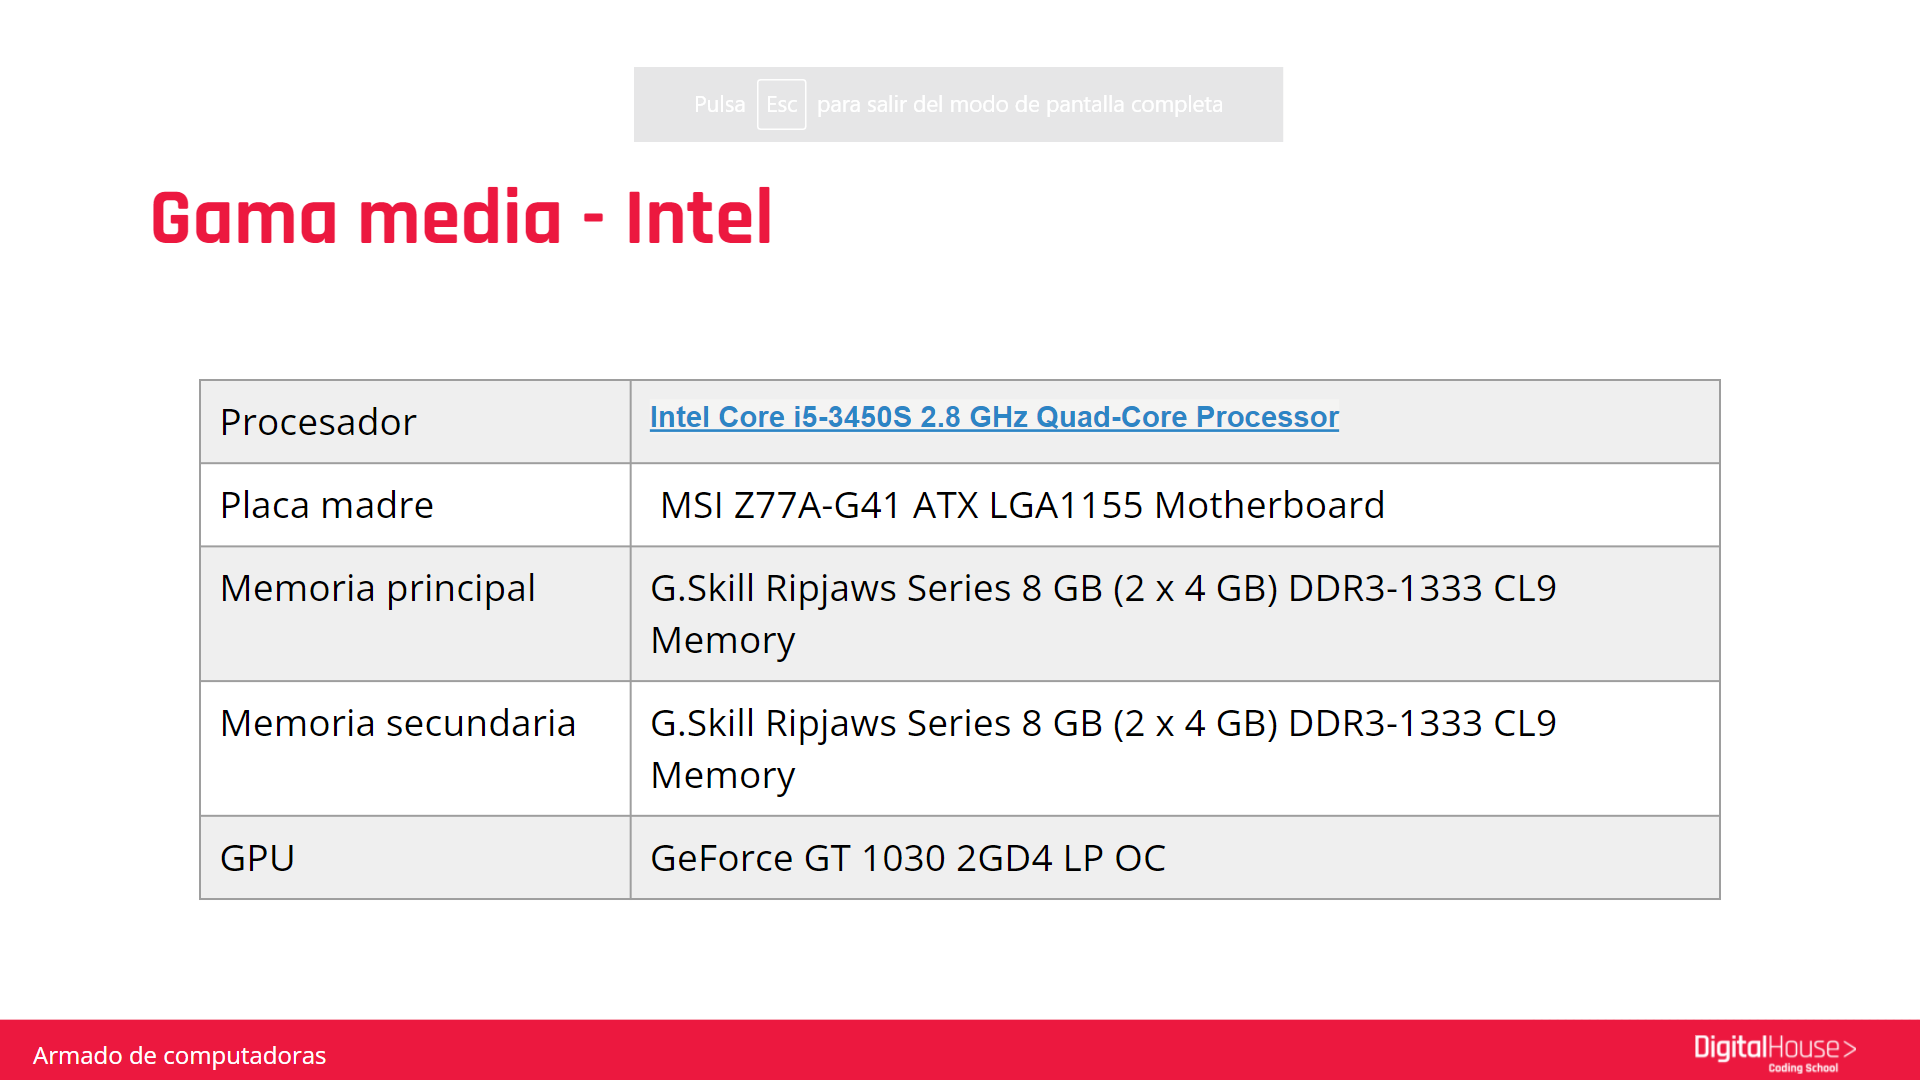 Pulsa Esc para salir del modo de pantalla completa
Gama media - Intel
Procesador
Intel Core i5-3450S 2.8 GHz Quad-Core Processor
Placa madre
MSI Z77A-G41 ATX LGA1155 Motherboard
Memoria principal
G.Skill Ripjaws Series 8 GB (2 x 4 GB) DDR3-1333 CL9
Memory
Memoria secundaria
G.Skill Ripjaws Series 8 GB (2 x 4 GB) DDR3-1333 CL9
Memory
GPU
GeForce GT 1030 2GD4 LP OC
Armado de computadoras
DigitalHouse>
Coding School